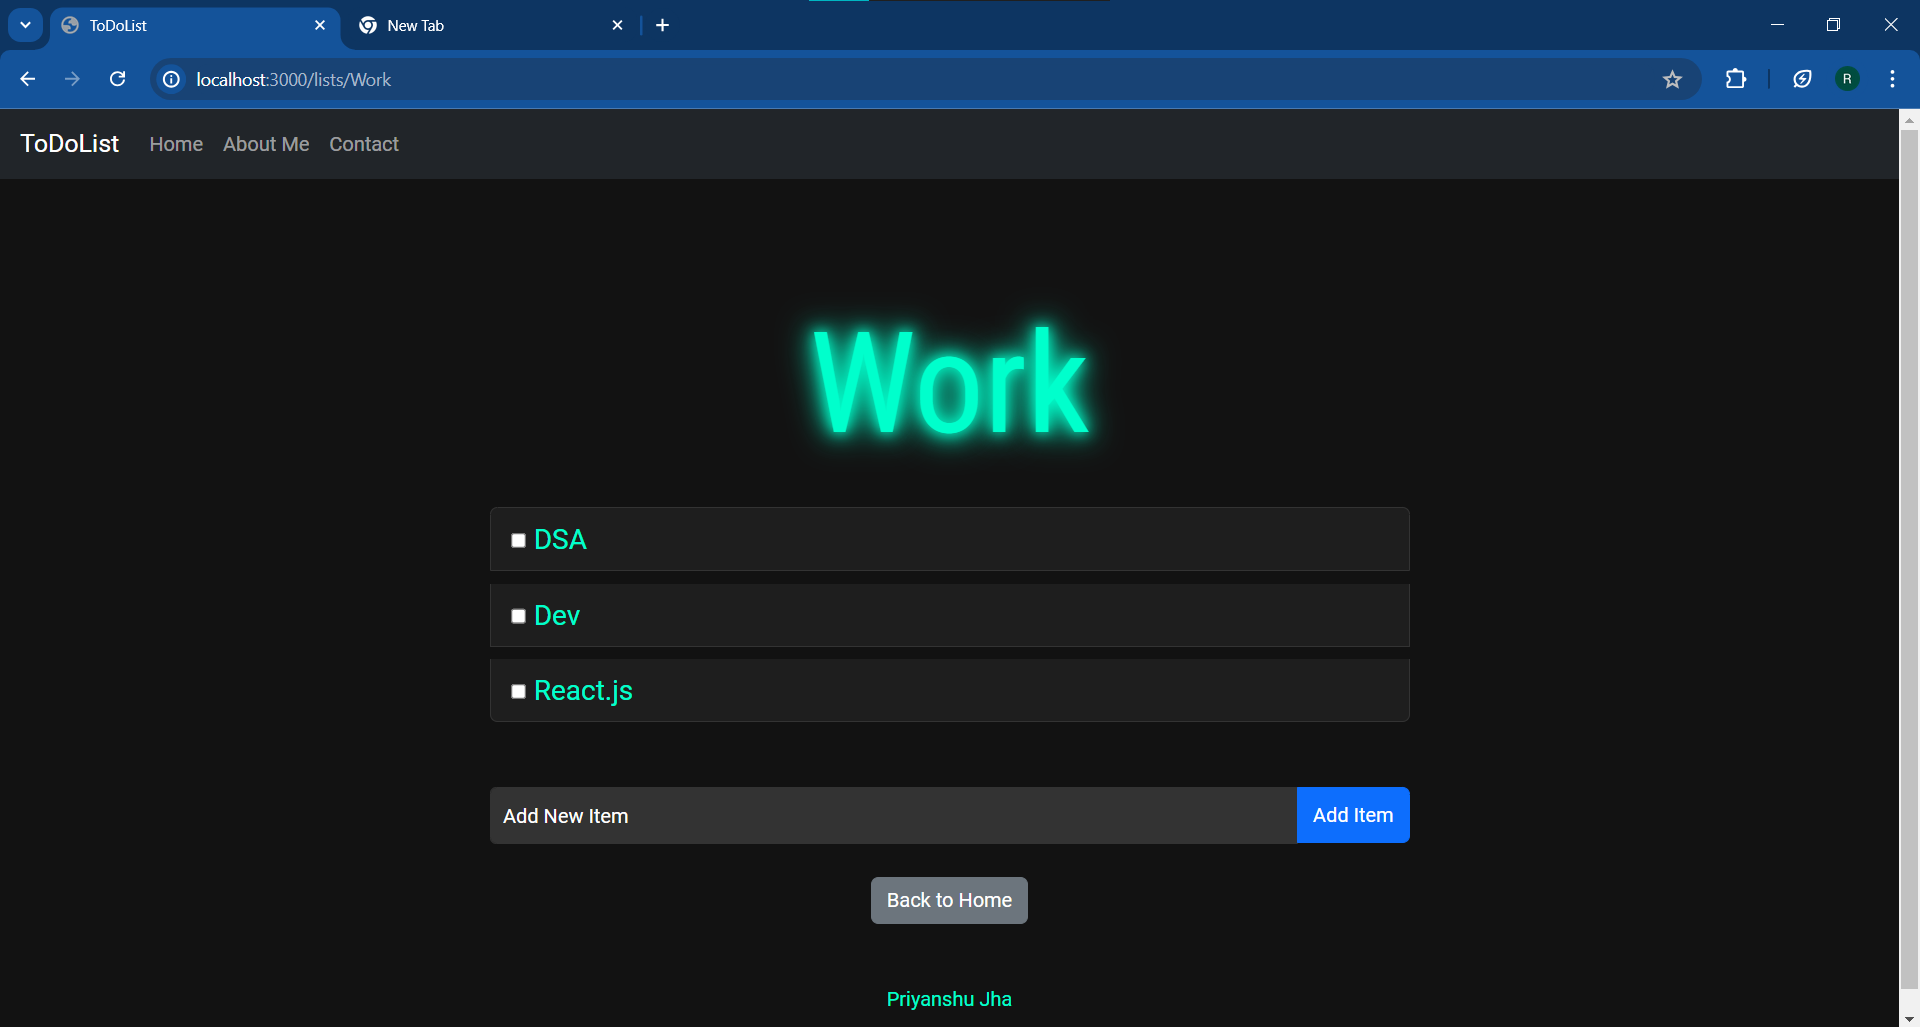 ToDoList
New Tab
localhost:3000/lists/Work
R
ToDoList Home About Me Contact
Work
DSA
Dev
React.js
Add New Item Add Item
Back to Home
Priyanshu Jha